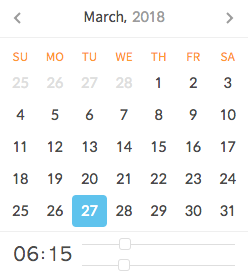 March, 2018
SU MO TU WE TH FR SA
25 26 27 28 1 2 3
4 5 6 7 8 9 10
11 12 13 14 15 16 17
18 19 20 21 22 23 24
25 26 27 28 29 30 31
06:15